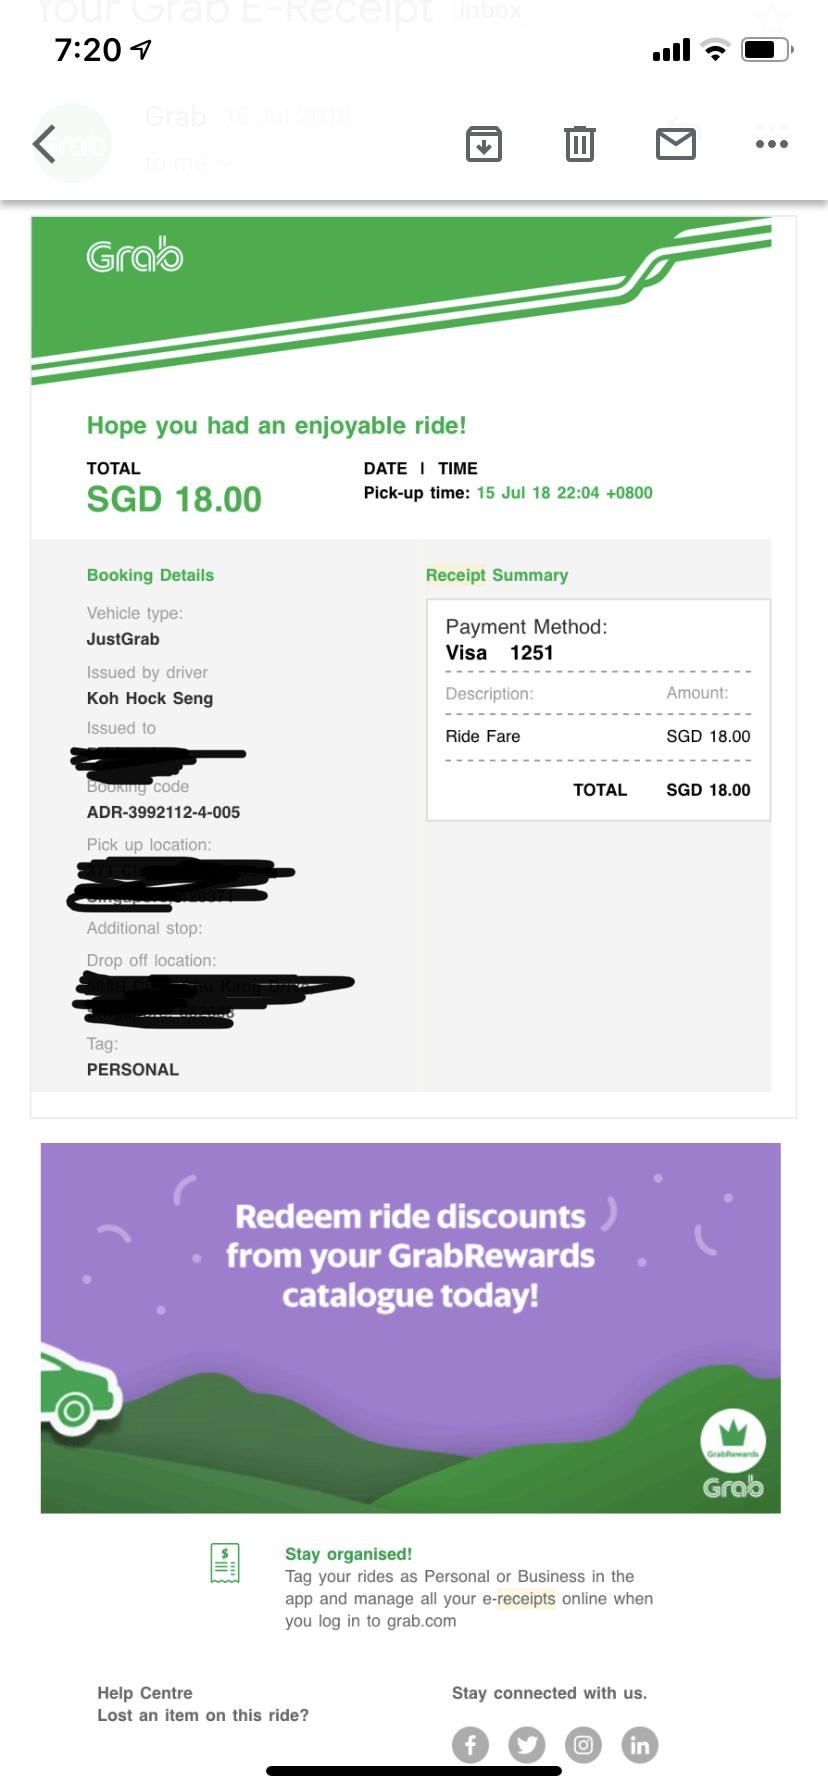 Your Grab E-Receipt Inbox
7:20
Grab 15 Jul 2018
to me
Grab
Hope you had an enjoyable ride!
TOTAL
SGD 18.00
DATE | TIME
Pick-up time: 15 Jul 18 22:04 +0800
Booking Details
Vehicle type:
JustGrab
Issued by driver
Koh Hock Seng
Issued to
Booking code
ADR-3992112-4-005
Pick up location:
Additional stop:
Drop off location:
Tag:
PERSONAL
Receipt Summary
Payment Method:
Visa 1251
Description: Amount:
Ride Fare SGD 18.00
TOTAL SGD 18.00
Redeem ride discounts
from your GrabRewards
catalogue today!
GrabRewards
Grab
Stay organised!
Tag your rides as Personal or Business in the
app and manage all your e-receipts online when
you log in to grab.com
Help Centre
Lost an item on this ride?
Stay connected with us.